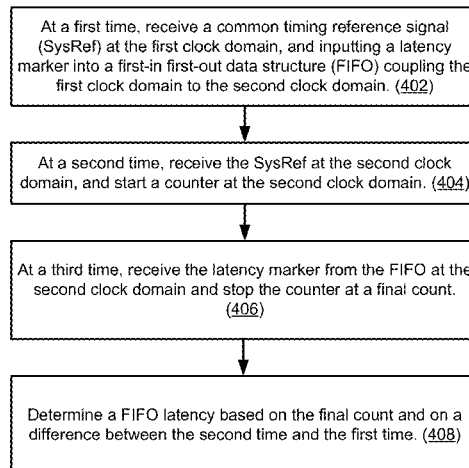 At a first time, receive a common timing reference signal
(SysRef) at the first clock domain, and inputting a latency
marker into a first-in first-out data structure (FIFO) coupling the
first clock domain to the second clock domain. (402)
At a second time, receive the SysRef at the second clock
domain, and start a counter at the second clock domain. (404)
At a third time, receive the latency marker from the FIFO at the
second clock domain and stop the counter at a final count.
(406)
Determine a FIFO latency based on the final count and on a
difference between the second time and the first time. (408)